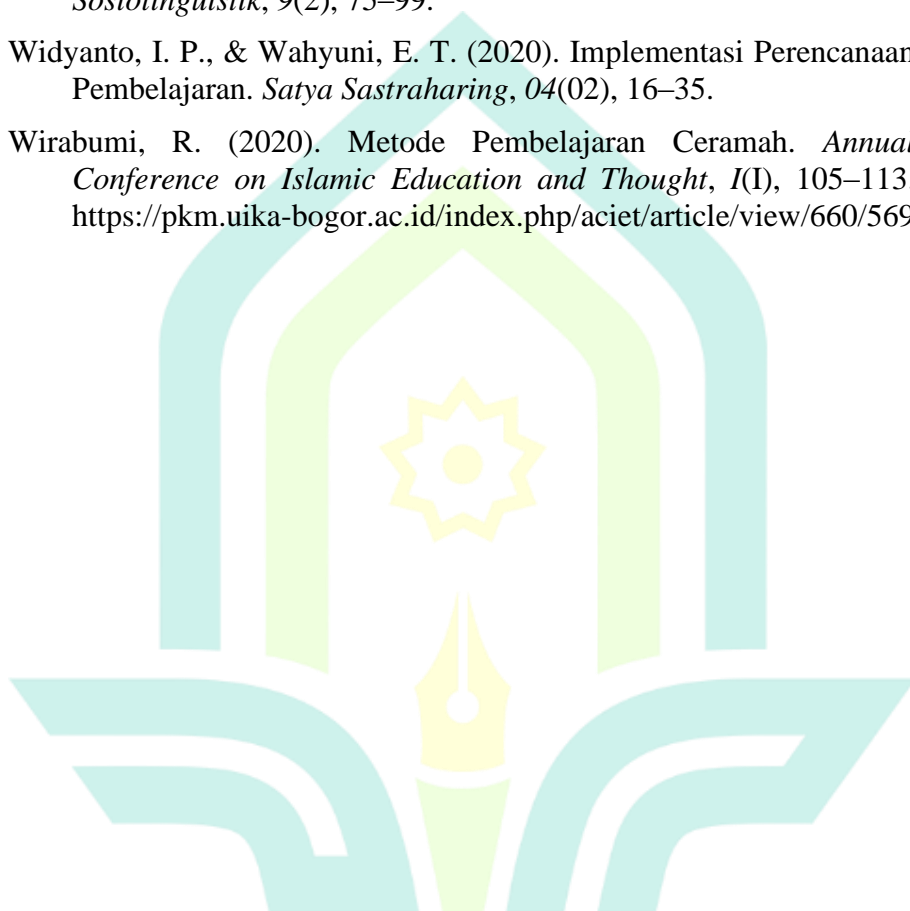 Sosiolinguistik, 9(2), 75–99.
Widyanto, I. P., & Wahyuni, E. T. (2020). Implementasi Perencanaan
Pembelajaran. Satya Sastraharing, 04(02), 16–35.
Wirabumi, R. (2020). Metode Pembelajaran Ceramah. Annual
Conference on Islamic Education and Thought, I(I), 105–113
https://pkm.uika-bogor.ac.id/index.php/aciet/article/view/660/569